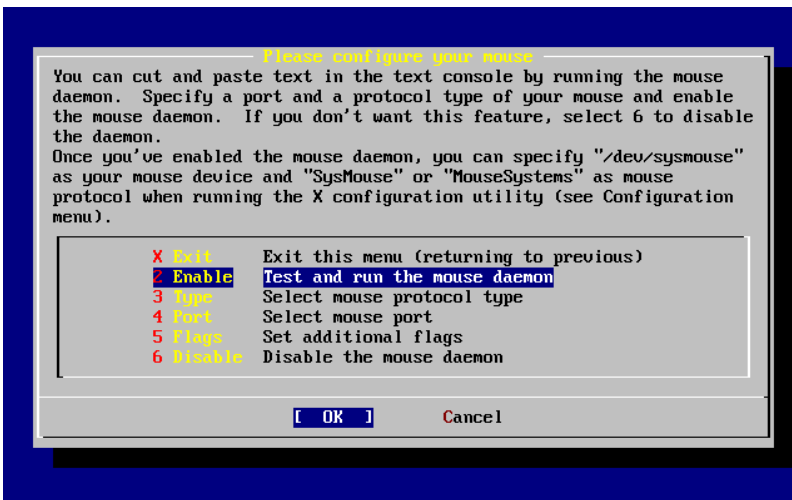 Please configure your mouse
You can cut and paste text in the text console by running the mouse
daemon.  Specify a port and a protocol type of your mouse and enable
the mouse daemon.  If you don't want this feature, select 6 to disable
the daemon.
Once you've enabled the mouse daemon, you can specify "/dev/sysmouse"
as your mouse device and "SysMouse" or "MouseSystems" as mouse
protocol when running the X configuration utility (see Configuration
menu).
X Exit Exit this menu (returning to previous)
2 Enable Test and run the mouse daemon
3 Type Select mouse protocol type
4 Port Select mouse port
5 Flags Set additional flags
6 Disable Disable the mouse daemon
[ OK ] Cancel